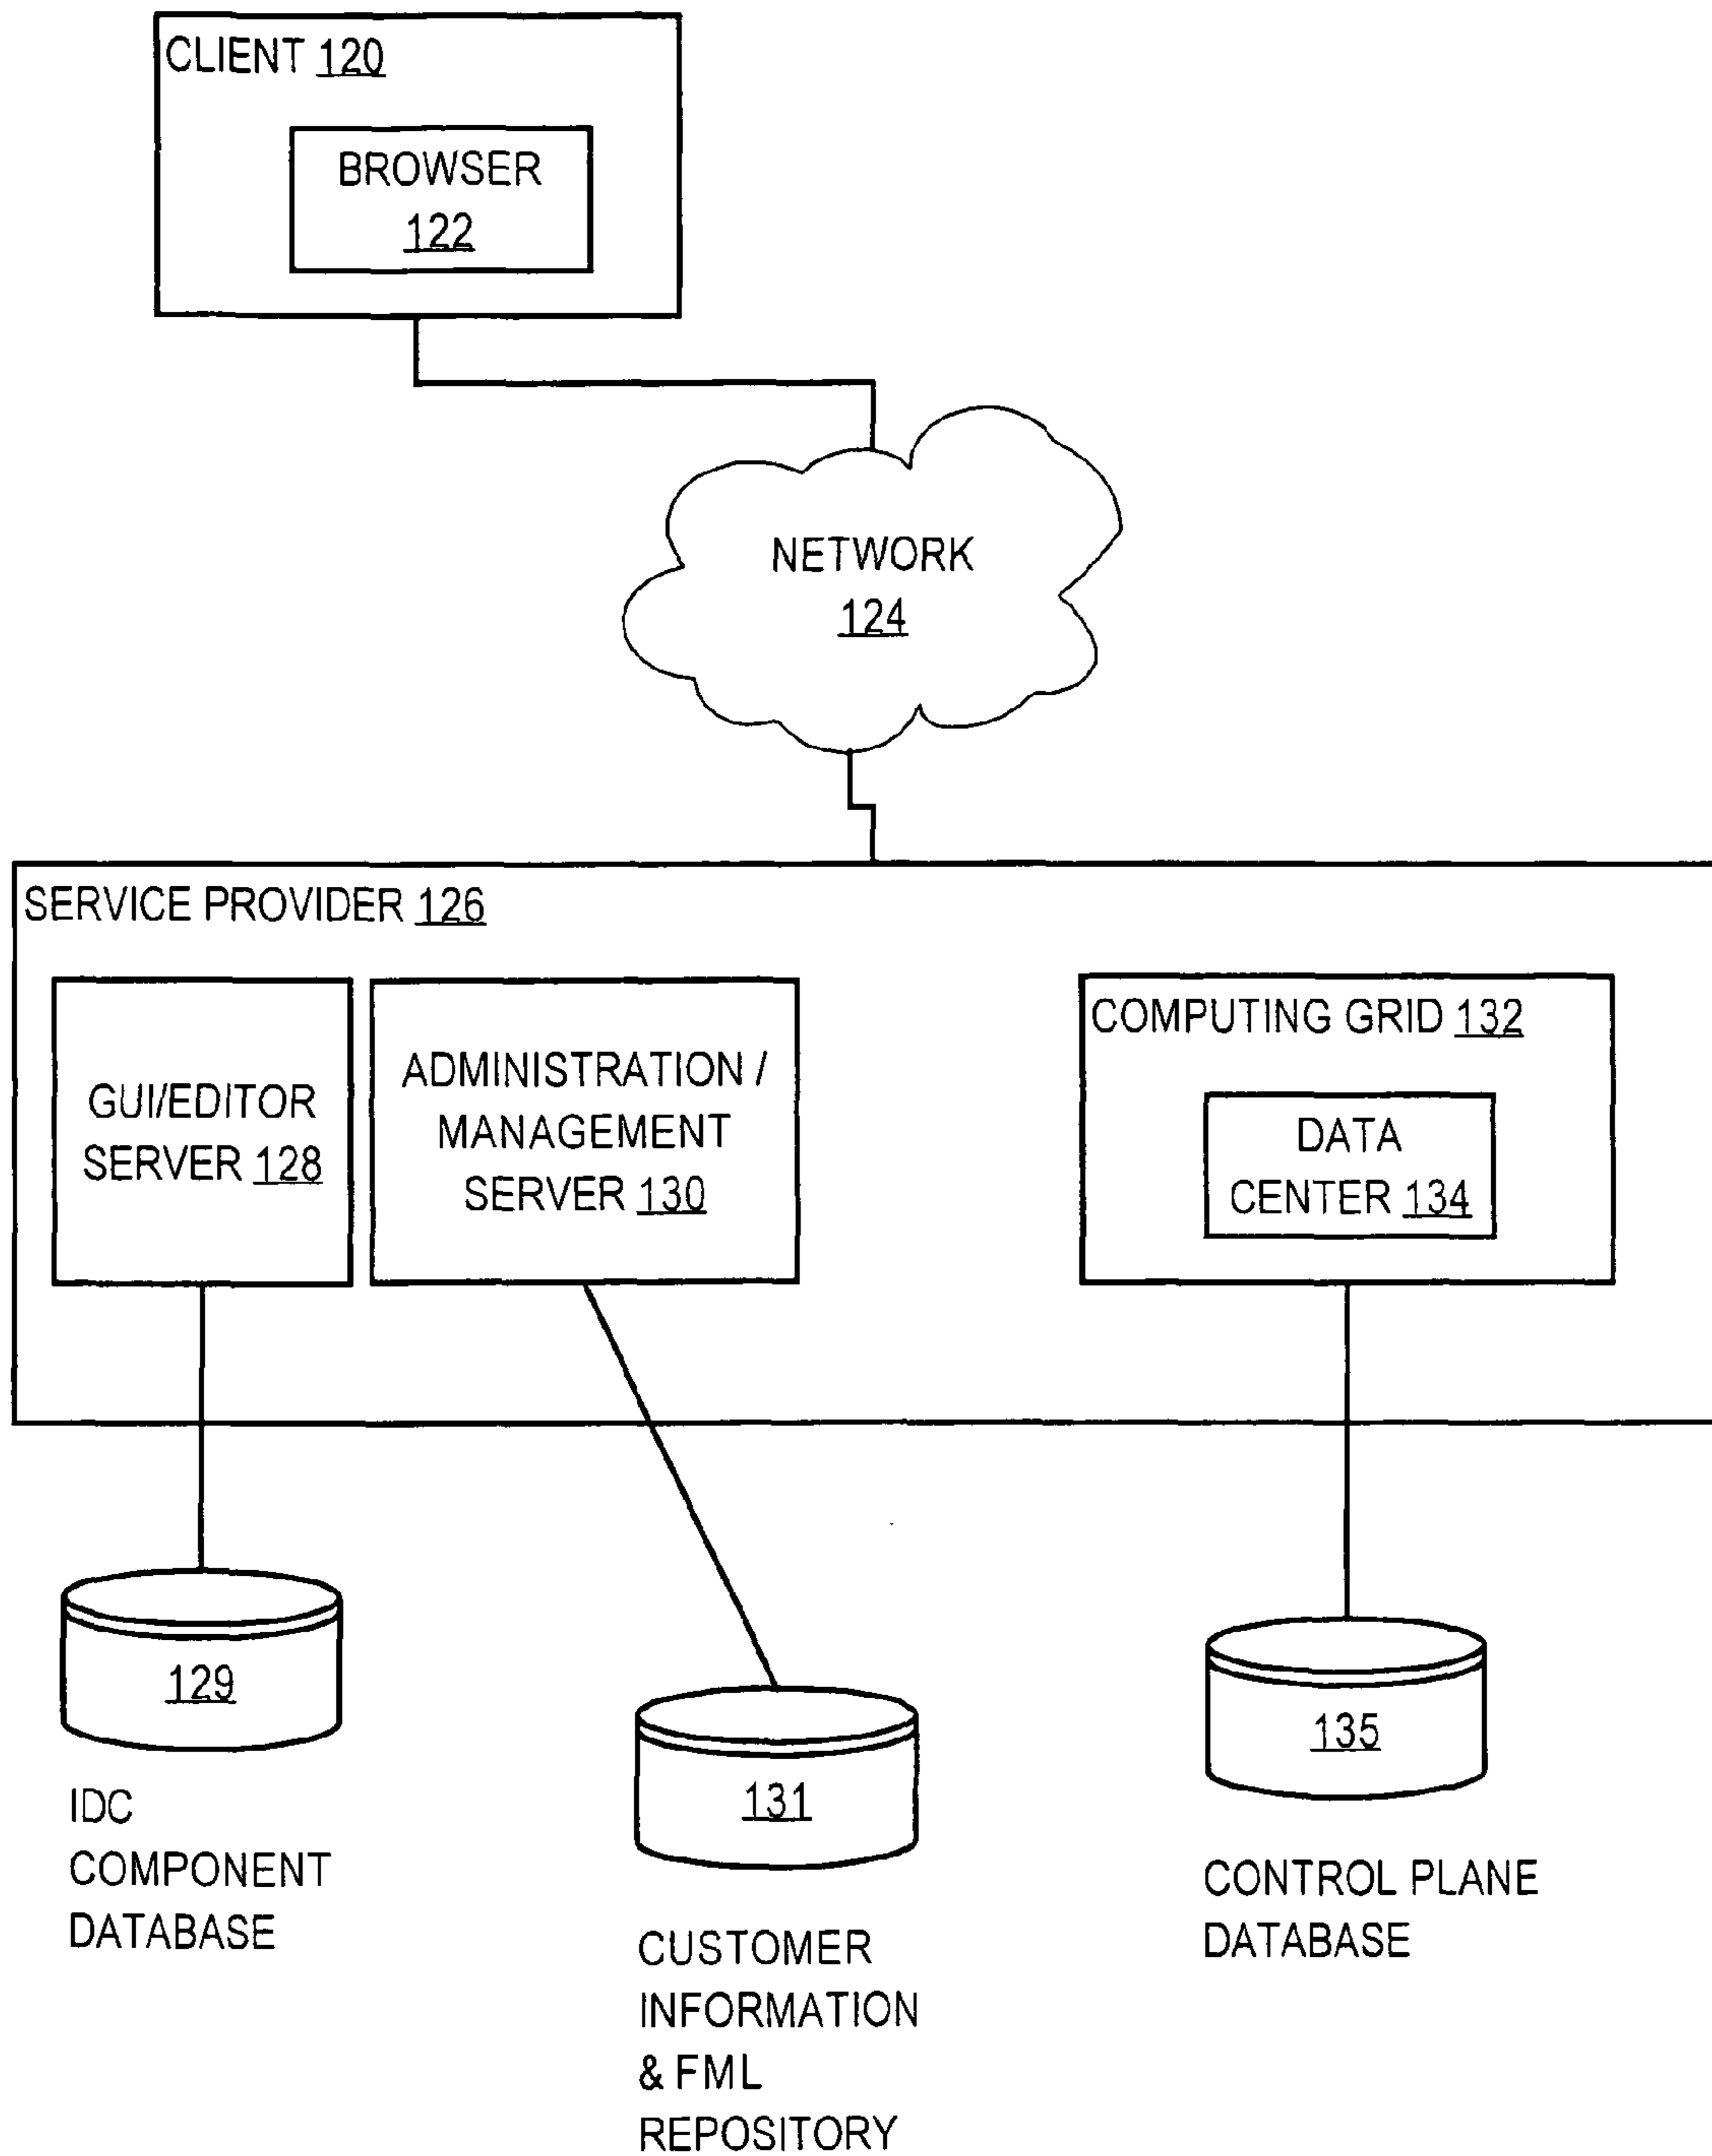 CLIENT 120
BROWSER
122
NETWORK
124
SERVICE PROVIDER 126
GUI/EDITOR
SERVER 128
ADMINISTRATION /
MANAGEMENT
SERVER 130
COMPUTING GRID 132
DATA
CENTER 134
129
IDC
COMPONENT
DATABASE
131
CUSTOMER
INFORMATION
& FML
REPOSITORY
135
CONTROL PLANE
DATABASE